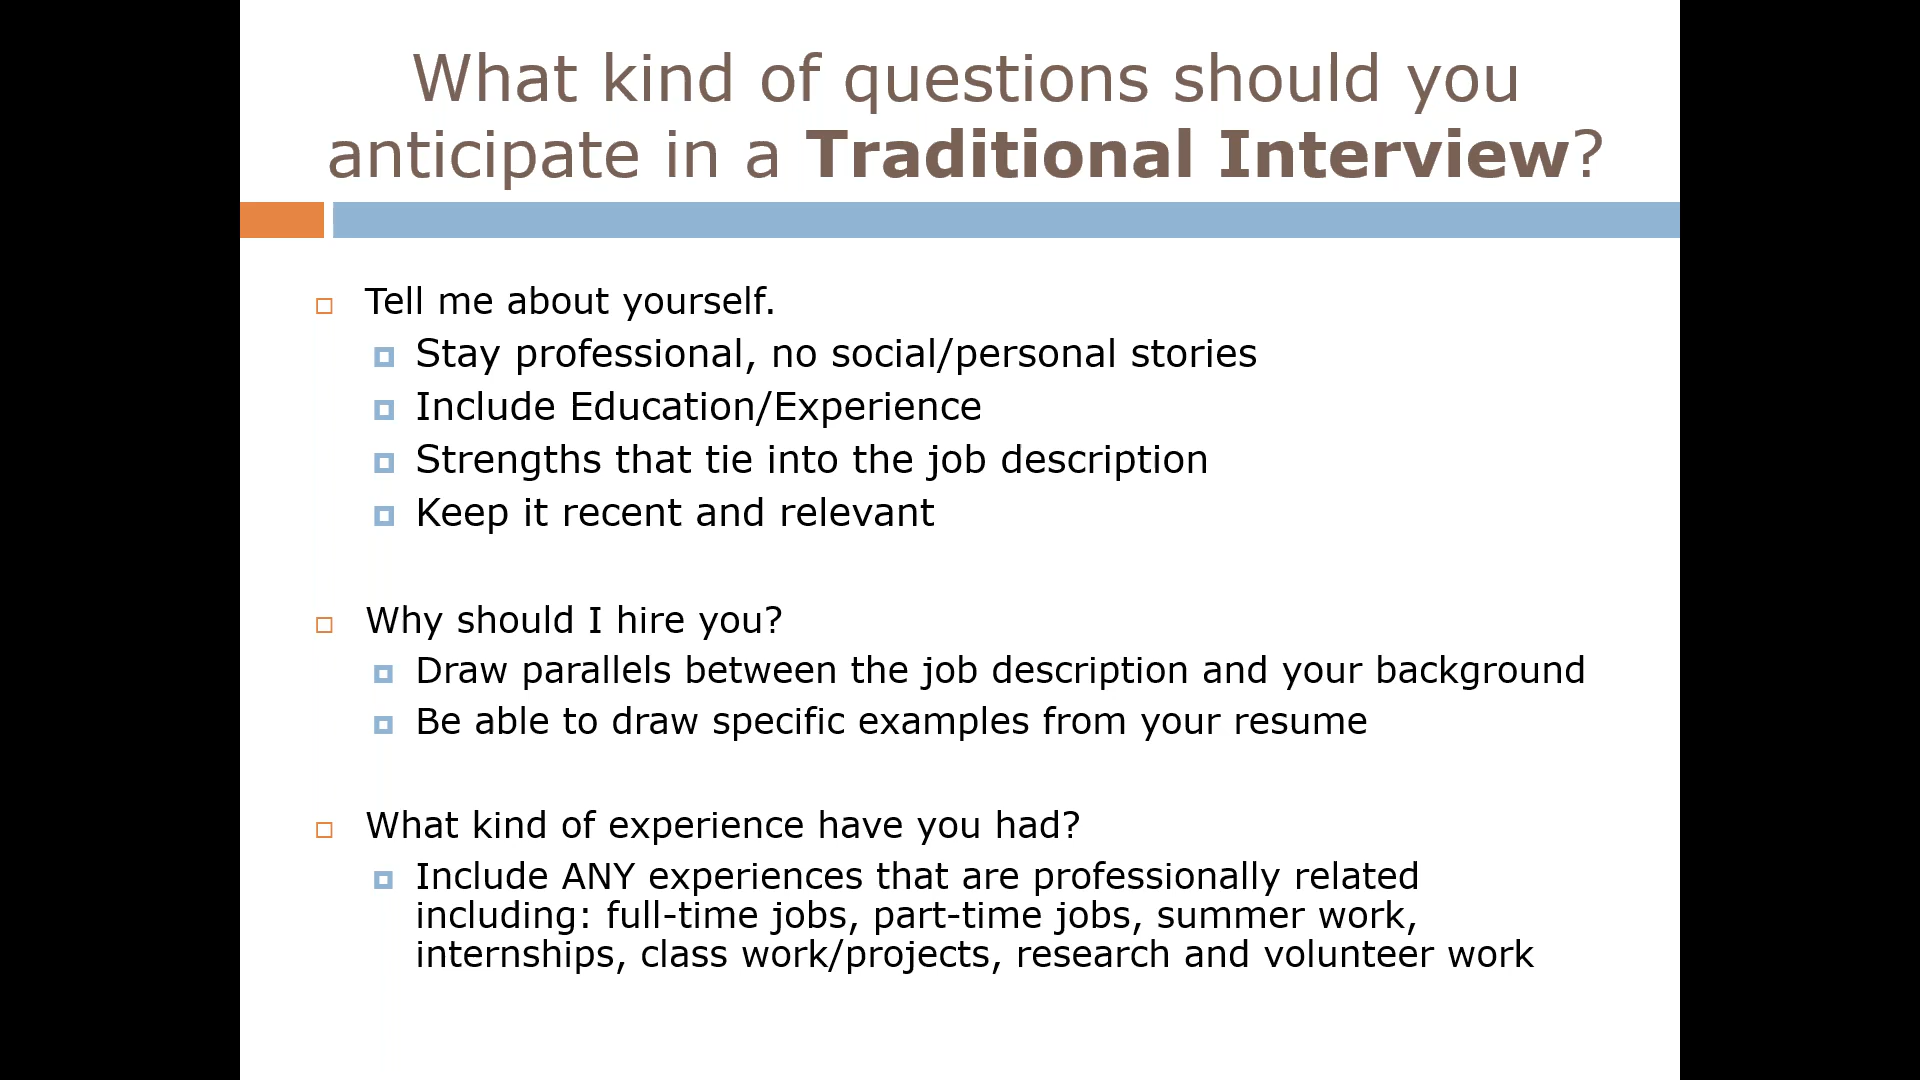 What kind of questions should you
anticipate in a Traditional Interview?
Tell me about yourself.
Stay professional, no social/personal stories
Include Education/Experience
Strengths that tie into the job description
Keep it recent and relevant
Why should I hire you?
Draw parallels between the job description and your background
Be able to draw specific examples from your resume
What kind of experience have you had?
Include ANY experiences that are professionally related
including: full-time jobs, part-time jobs, summer work,
internships, class work/projects, research and volunteer work